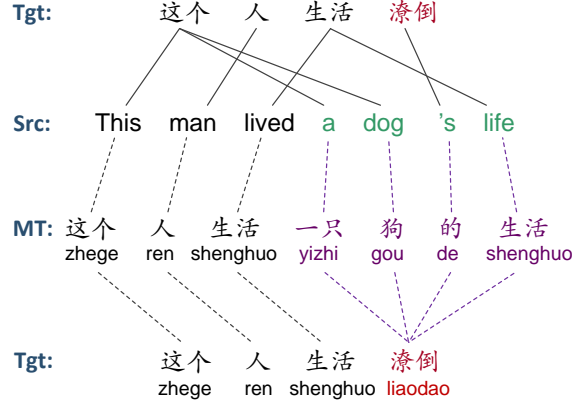 Tgt: 这个 人 生活 潦倒
Src: This man lived a dog 's life
MT: 这个 人 生活 一只 狗 的 生活
zhege ren shenghuo yizhi gou de shenghuo
Tgt: 这个 人 生活 潦倒
zhege ren shenghuo liaodao